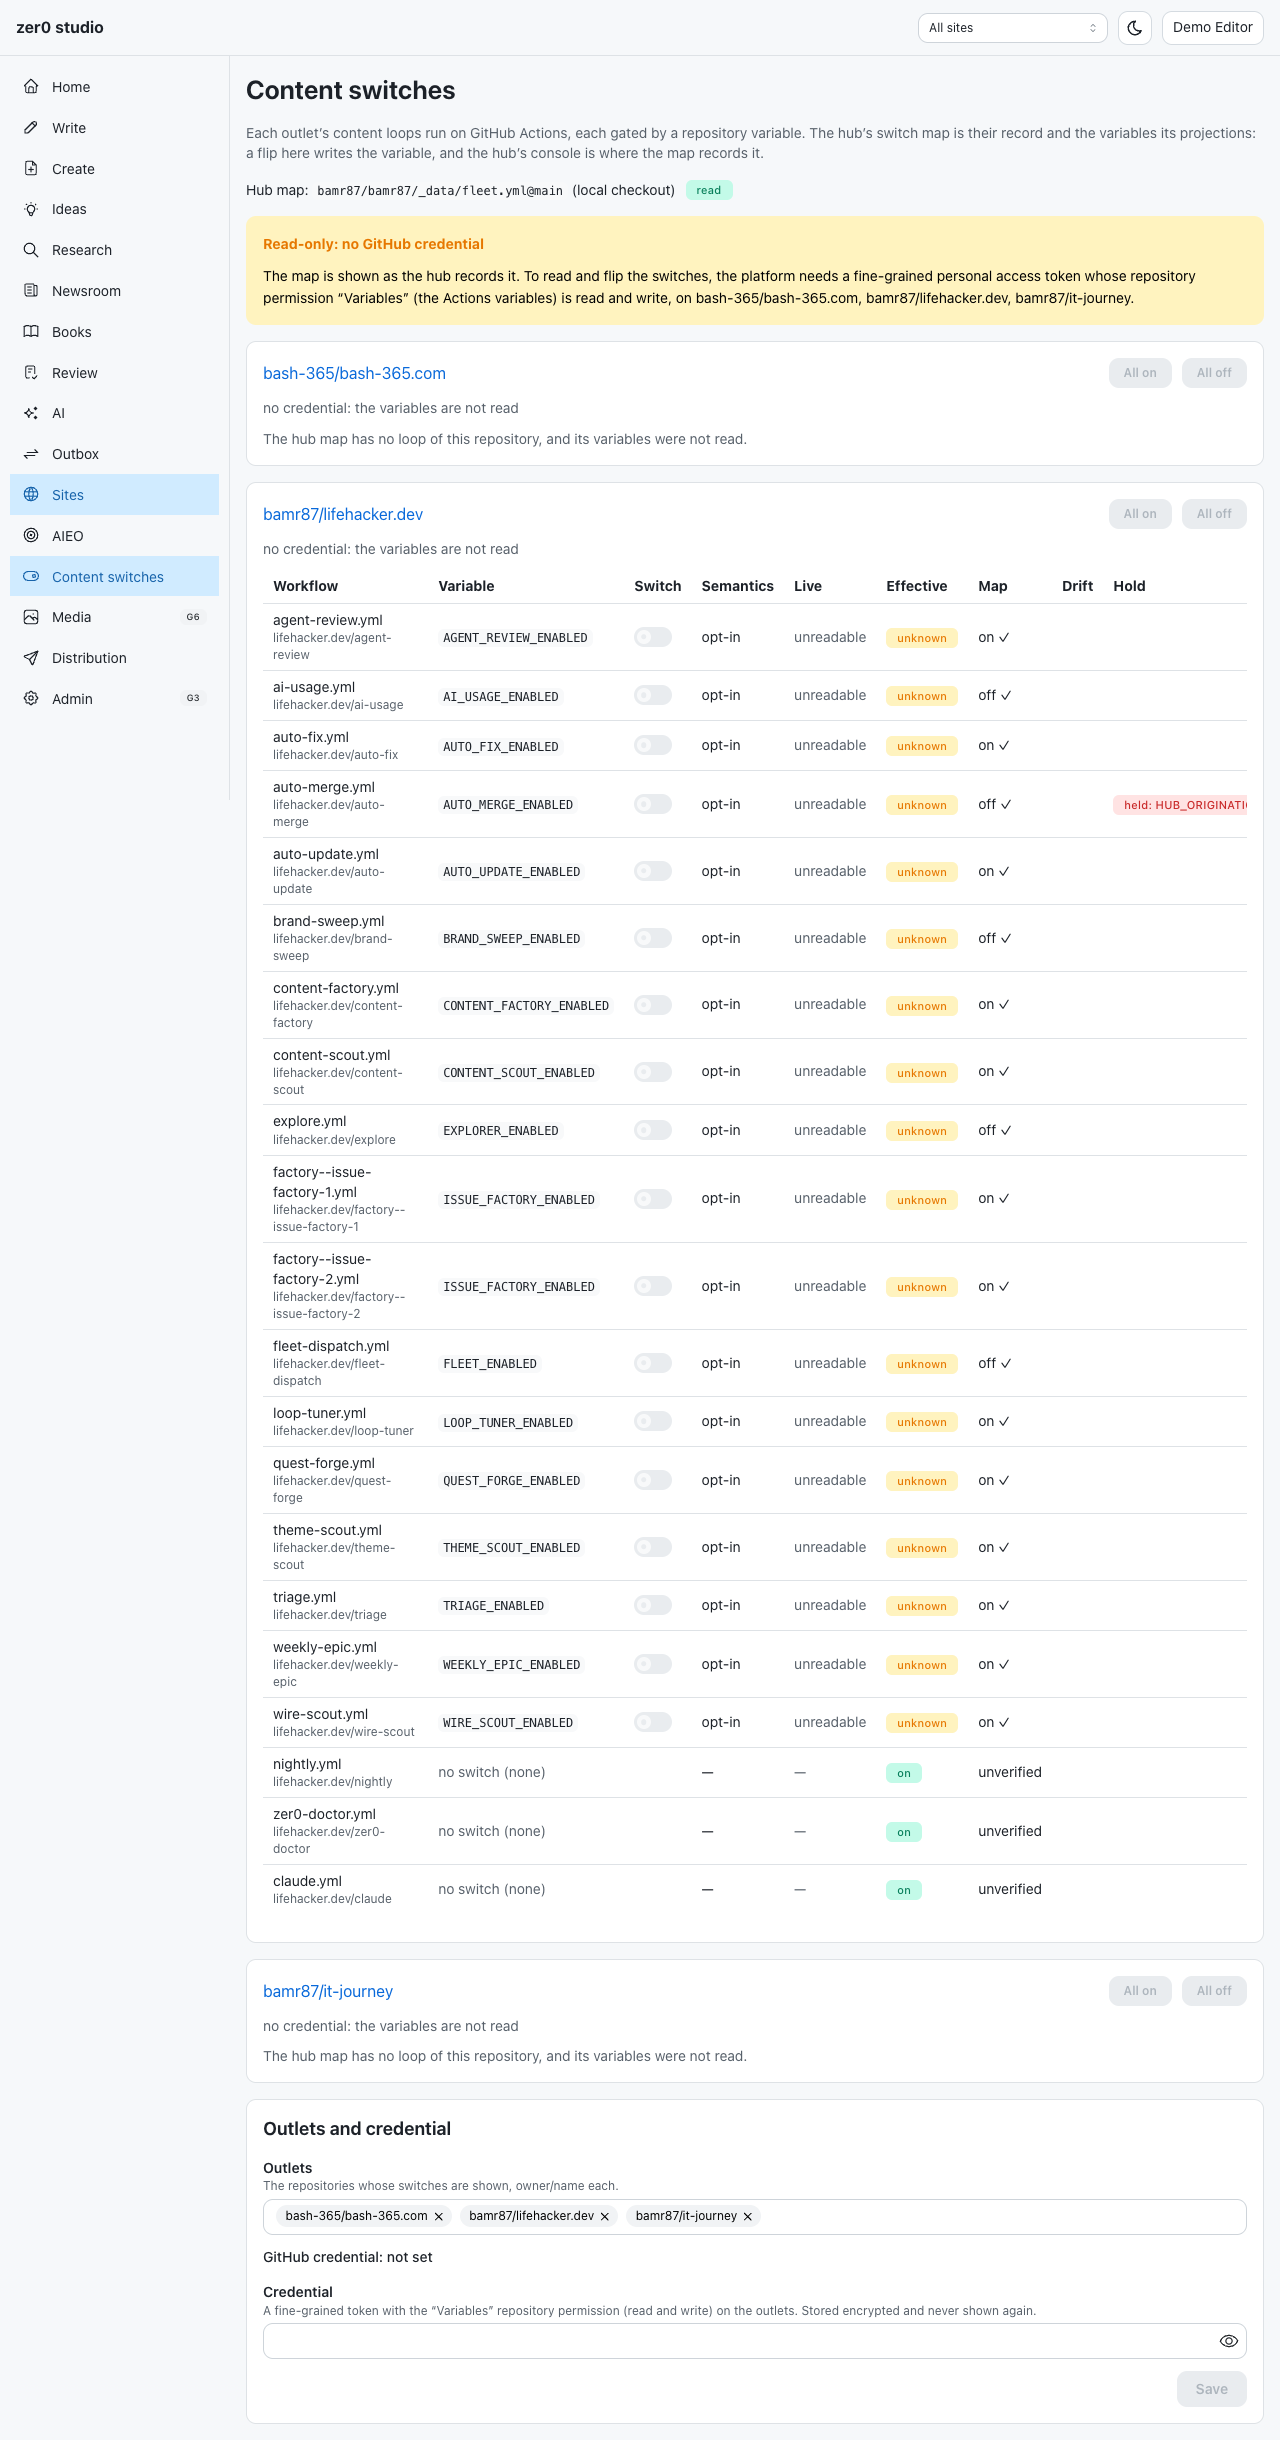 zer0 studio
All sites
Demo Editor
Home
Write
Create
Ideas
Research
Newsroom
Books
Review
AI
Outbox
Sites
AIEO
Content switches
Media G6
Distribution
Admin G3
Content switches
Each outlet's content loops run on GitHub Actions, each gated by a repository variable. The hub's switch map is their record and the variables its projections:
a flip here writes the variable, and the hub's console is where the map records it.
Hub map: bamr87/bamr87/_data/fleet.yml@main (local checkout) read
Read-only: no GitHub credential
The map is shown as the hub records it. To read and flip the switches, the platform needs a fine-grained personal access token whose repository
permission “Variables” (the Actions variables) is read and write, on bash-365/bash-365.com, bamr87/lifehacker.dev, bamr87/it-journey.
bash-365/bash-365.com All on All off
no credential: the variables are not read
The hub map has no loop of this repository, and its variables were not read.
bamr87/lifehacker.dev All on All off
no credential: the variables are not read
Workflow Variable Switch Semantics Live Effective Map Drift Hold
agent-review.yml
lifehacker.dev/agent-
review
AGENT_REVIEW_ENABLED opt-in unreadable unknown on ✓
ai-usage.yml
lifehacker.dev/ai-usage
AI_USAGE_ENABLED opt-in unreadable unknown off ✓
auto-fix.yml
lifehacker.dev/auto-fix
AUTO_FIX_ENABLED opt-in unreadable unknown on ✓
auto-merge.yml
lifehacker.dev/auto-
merge
AUTO_MERGE_ENABLED opt-in unreadable unknown off ✓ held: HUB_ORIGINATI
auto-update.yml
lifehacker.dev/auto-
update
AUTO_UPDATE_ENABLED opt-in unreadable unknown on ✓
brand-sweep.yml
lifehacker.dev/brand-
sweep
BRAND_SWEEP_ENABLED opt-in unreadable unknown off ✓
content-factory.yml
lifehacker.dev/content-
factory
CONTENT_FACTORY_ENABLED opt-in unreadable unknown on ✓
content-scout.yml
lifehacker.dev/content-
scout
CONTENT_SCOUT_ENABLED opt-in unreadable unknown on ✓
explore.yml
lifehacker.dev/explore
EXPLORER_ENABLED opt-in unreadable unknown off ✓
factory--issue-
factory-1.yml
lifehacker.dev/factory--
issue-factory-1
ISSUE_FACTORY_ENABLED opt-in unreadable unknown on ✓
factory--issue-
factory-2.yml
lifehacker.dev/factory--
issue-factory-2
ISSUE_FACTORY_ENABLED opt-in unreadable unknown on ✓
fleet-dispatch.yml
lifehacker.dev/fleet-
dispatch
FLEET_ENABLED opt-in unreadable unknown off ✓
loop-tuner.yml
lifehacker.dev/loop-tuner
LOOP_TUNER_ENABLED opt-in unreadable unknown on ✓
quest-forge.yml
lifehacker.dev/quest-
forge
QUEST_FORGE_ENABLED opt-in unreadable unknown on ✓
theme-scout.yml
lifehacker.dev/theme-
scout
THEME_SCOUT_ENABLED opt-in unreadable unknown on ✓
triage.yml
lifehacker.dev/triage
TRIAGE_ENABLED opt-in unreadable unknown on ✓
weekly-epic.yml
lifehacker.dev/weekly-
epic
WEEKLY_EPIC_ENABLED opt-in unreadable unknown on ✓
wire-scout.yml
lifehacker.dev/wire-scout
WIRE_SCOUT_ENABLED opt-in unreadable unknown on ✓
nightly.yml
lifehacker.dev/nightly
no switch (none) — — on unverified
zer0-doctor.yml
lifehacker.dev/zer0-
doctor
no switch (none) — — on unverified
claude.yml
lifehacker.dev/claude
no switch (none) — — on unverified
bamr87/it-journey All on All off
no credential: the variables are not read
The hub map has no loop of this repository, and its variables were not read.
Outlets and credential
Outlets
The repositories whose switches are shown, owner/name each.
bash-365/bash-365.com × bamr87/lifehacker.dev × bamr87/it-journey ×
GitHub credential: not set
Credential
A fine-grained token with the “Variables” repository permission (read and write) on the outlets. Stored encrypted and never shown again.
Save